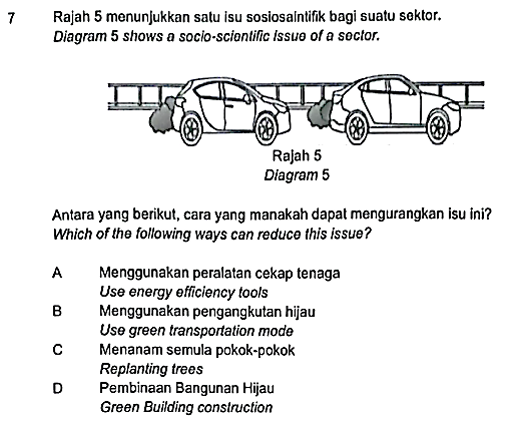 7 Rajah 5 menunjukkan satu isu sosiosaintifik bagi suatu sektor.
Diagram 5 shows a socio-scientific issue of a sector.
Rajah 5
Diagram 5
Antara yang berikut, cara yang manakah dapat mengurangkan isu ini?
Which of the following ways can reduce this issue?
A Menggunakan peralatan cekap tenaga
Use energy efficiency tools
B Menggunakan pengangkutan hijau
Use green transportation mode
C Menanam semula pokok-pokok
Replanting trees
D Pembinaan Bangunan Hijau
Green Building construction